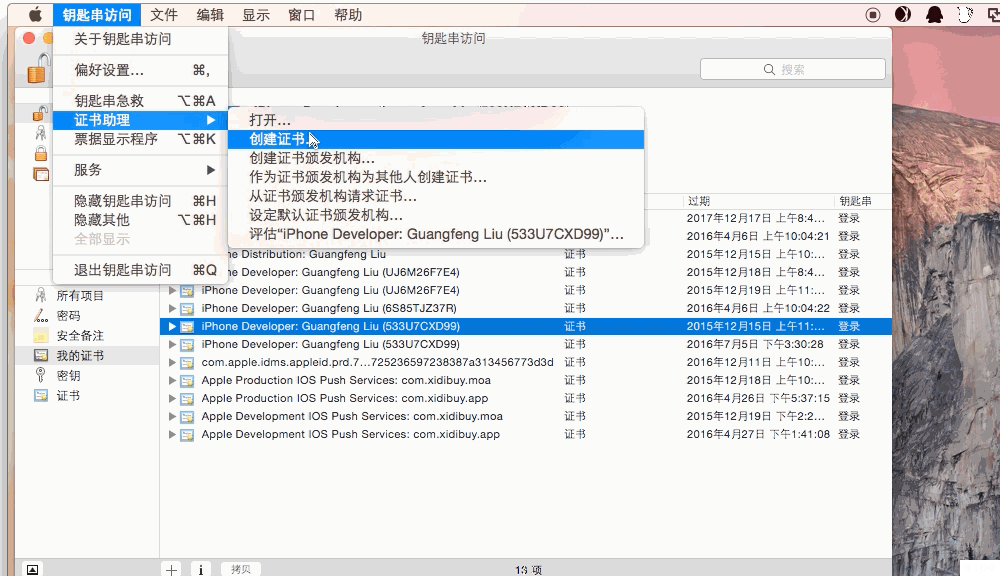 钥匙串访问 文件 编辑 显示 窗口 帮助
钥匙串访问
关于钥匙串访问
偏好设置... ⌘,
搜索
钥匙串急救 ⌥⌘A
证书助理 ▶
票据显示程序 ⌥⌘K
服务 ▶
隐藏钥匙串访问 ⌘H
隐藏其他 ⌥⌘H
全部显示
退出钥匙串访问 ⌘Q
打开...
创建证书...
创建证书颁发机构...
作为证书颁发机构为其他人创建证书...
从证书颁发机构请求证书...
设定默认证书颁发机构...
评估“iPhone Developer: Guangfeng Liu (533U7CXD99)”...
过期 钥匙串
2017年12月17日 上午8:4... 登录
2016年4月6日 上午10:04:21 登录
Distribution: Guangfeng Liu 证书 2015年12月15日 上午10:... 登录
iPhone Developer: Guangfeng Liu (UJ6M26F7E4) 证书 2015年12月18日 上午8:4... 登录
iPhone Developer: Guangfeng Liu (UJ6M26F7E4) 证书 2015年12月19日 上午11:... 登录
iPhone Developer: Guangfeng Liu (6S85TJZ37R) 证书 2016年4月6日 上午10:04:22 登录
iPhone Developer: Guangfeng Liu (533U7CXD99) 证书 2015年12月15日 上午11:... 登录
iPhone Developer: Guangfeng Liu (533U7CXD99) 证书 2016年7月5日 下午3:30:28 登录
com.apple.idms.appleid.prd.7...725236597238387a313456773d3d 证书 2016年12月11日 上午10:... 登录
Apple Production IOS Push Services: com.xidibuy.moa 证书 2015年12月18日 上午10:... 登录
Apple Production IOS Push Services: com.xidibuy.app 证书 2016年4月26日 下午5:37:15 登录
Apple Development IOS Push Services: com.xidibuy.moa 证书 2015年12月19日 下午2:2... 登录
Apple Development IOS Push Services: com.xidibuy.app 证书 2016年4月27日 下午1:41:08 登录
所有项目
密码
安全备注
我的证书
密钥
证书
拷贝
13 项